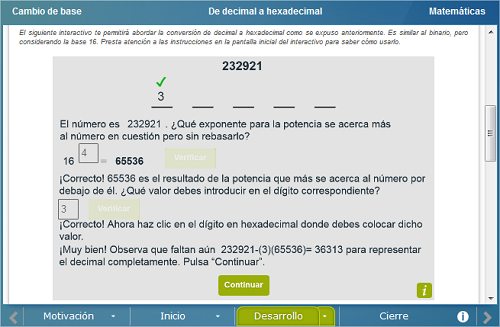 Cambio de base
De decimal a hexadecimal
Matemáticas
El siguiente interactivo te permitirá abordar la conversión de decimal a hexadecimal como se expuso anteriormente. Es similar al binario, pero
considerando la base 16. Presta atención a las instrucciones en la pantalla inicial del interactivo para saber cómo usarlo.
232921
3
El número es 232921 . ¿Qué exponente para la potencia se acerca más
al número en cuestión pero sin rebasarlo?
16 4 = 65536 Verificar
¡Correcto! 65536 es el resultado de la potencia que más se acerca al número por
debajo de él. ¿Qué valor debes introducir en el dígito correspondiente?
3 Verificar
¡Correcto! Ahora haz clic en el dígito en hexadecimal donde debes colocar dicho
valor.
¡Muy bien! Observa que faltan aún 232921-(3)(65536)= 36313 para representar
el decimal completamente. Pulsa “Continuar”.
Continuar
i
Motivación
Inicio
Desarrollo
Cierre
i